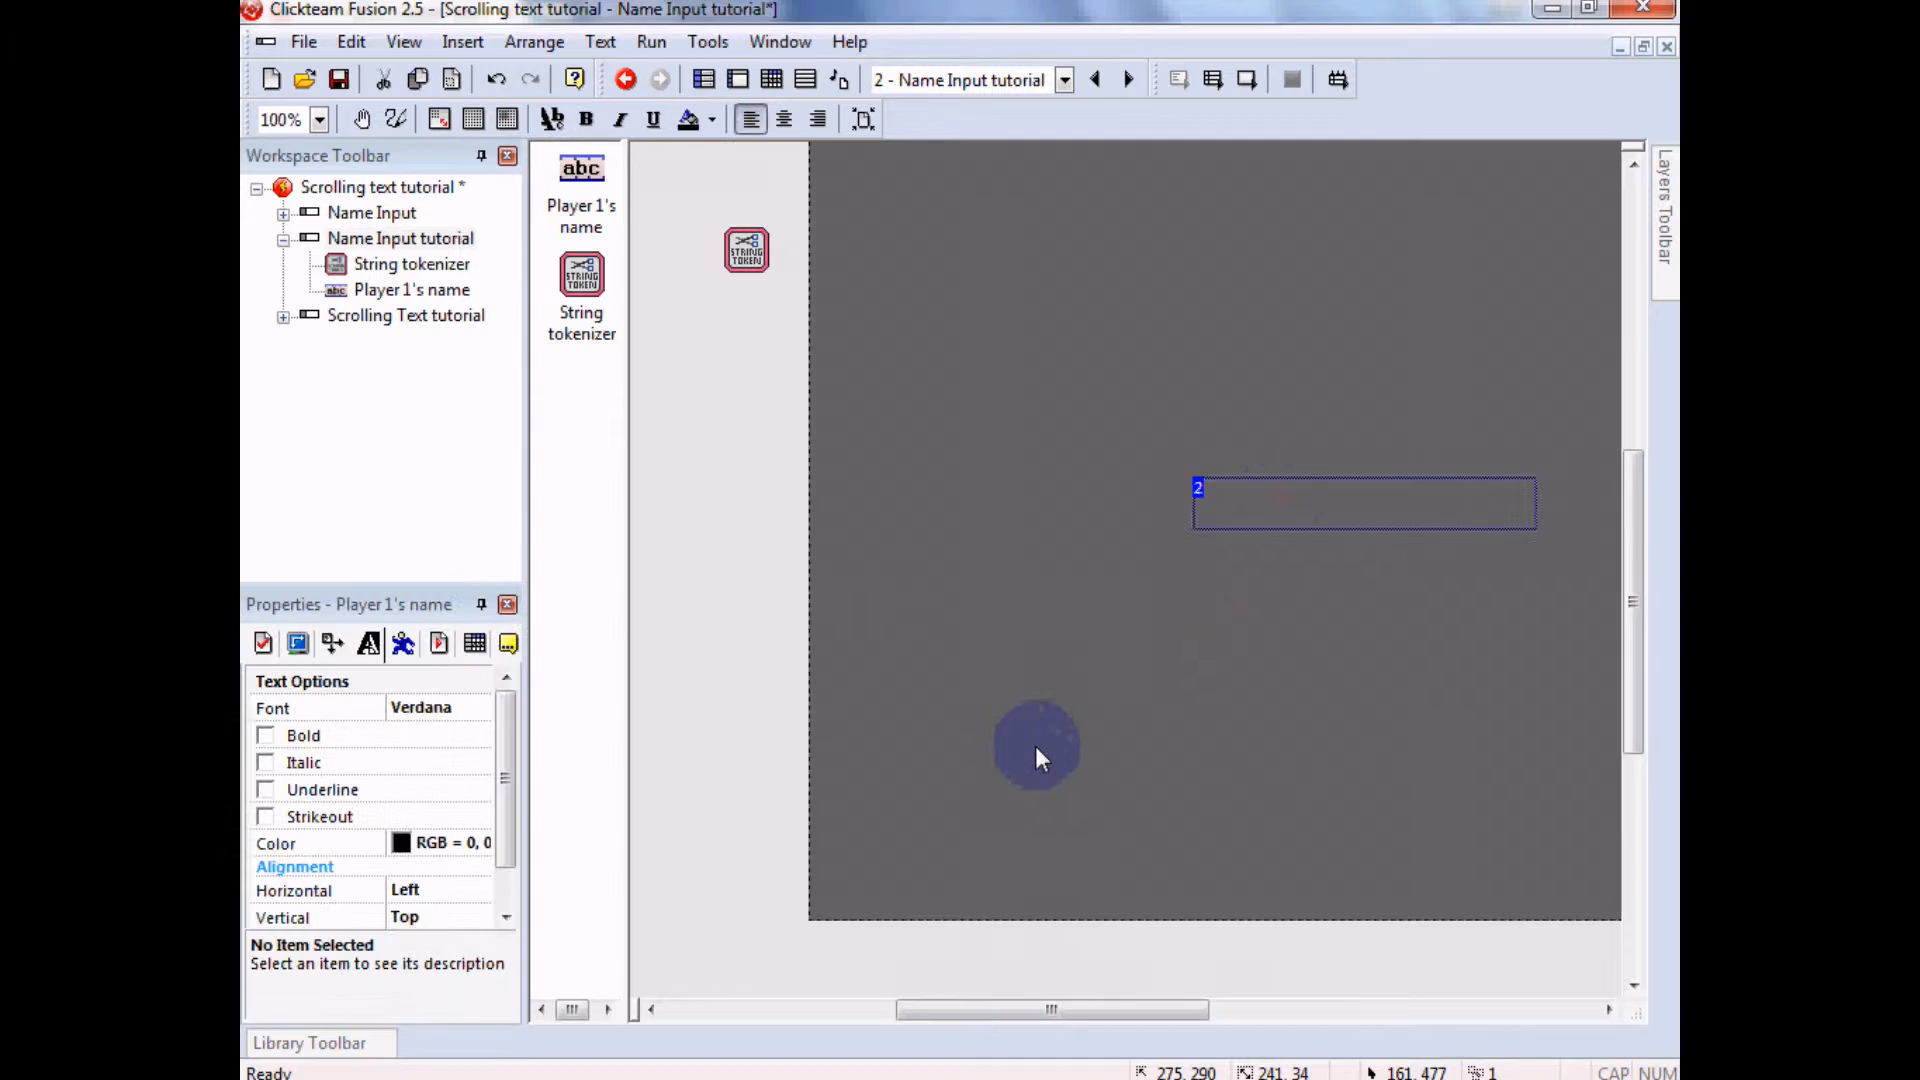 Clickteam Fusion 2.5 - [Scrolling text tutorial - Name Input tutorial*]
File Edit View Insert Arrange Text Run Tools Window Help
2 - Name Input tutorial
100%
Workspace Toolbar
Scrolling text tutorial *
Name Input
Name Input tutorial
String tokenizer
Player 1's name
Scrolling Text tutorial
abc
Player 1's
name
STRING
TOKEN
String
tokenizer
STRING
TOKEN
2
Layers Toolbar
Properties - Player 1's name
Text Options
Font Verdana
Bold
Italic
Underline
Strikeout
Color RGB = 0, 0
Alignment
Horizontal Left
Vertical Top
No Item Selected
Select an item to see its description
Library Toolbar
Ready 275, 290 241, 34 161, 477 1 CAP NUM